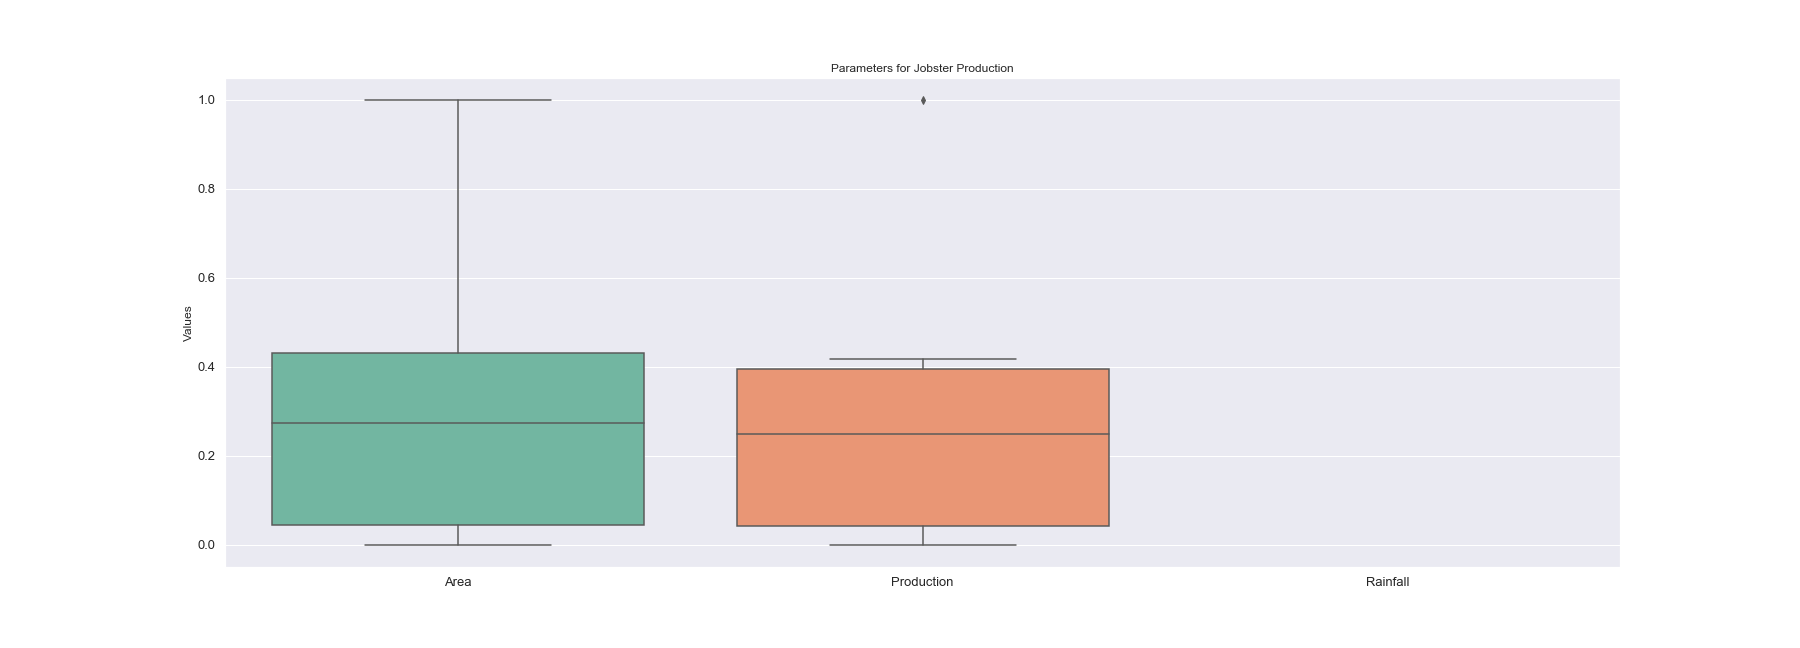 Parameters for Jobster Production
1.0
0.8
0.6
0.4
0.2
0.0
Values
Area
Production
Rainfall